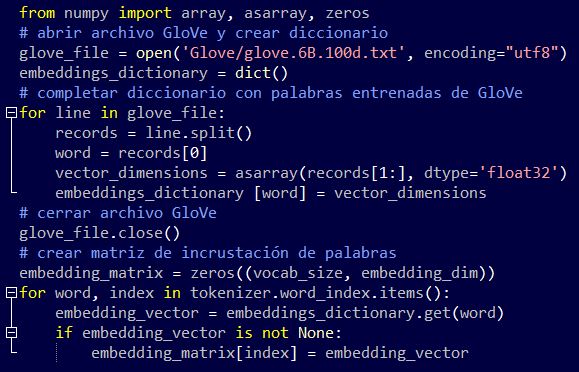 from numpy import array, asarray, zeros
# abrir archivo GloVe y crear diccionario
glove_file = open('Glove/glove.6B.100d.txt', encoding="utf8")
embeddings_dictionary = dict()
# completar diccionario con palabras entrenadas de GloVe
for line in glove_file:
    records = line.split()
    word = records[0]
    vector_dimensions = asarray(records[1:], dtype='float32')
    embeddings_dictionary [word] = vector_dimensions
# cerrar archivo GloVe
glove_file.close()
# crear matriz de incrustación de palabras
embedding_matrix = zeros((vocab_size, embedding_dim))
for word, index in tokenizer.word_index.items():
    embedding_vector = embeddings_dictionary.get(word)
    if embedding_vector is not None:
        embedding_matrix[index] = embedding_vector